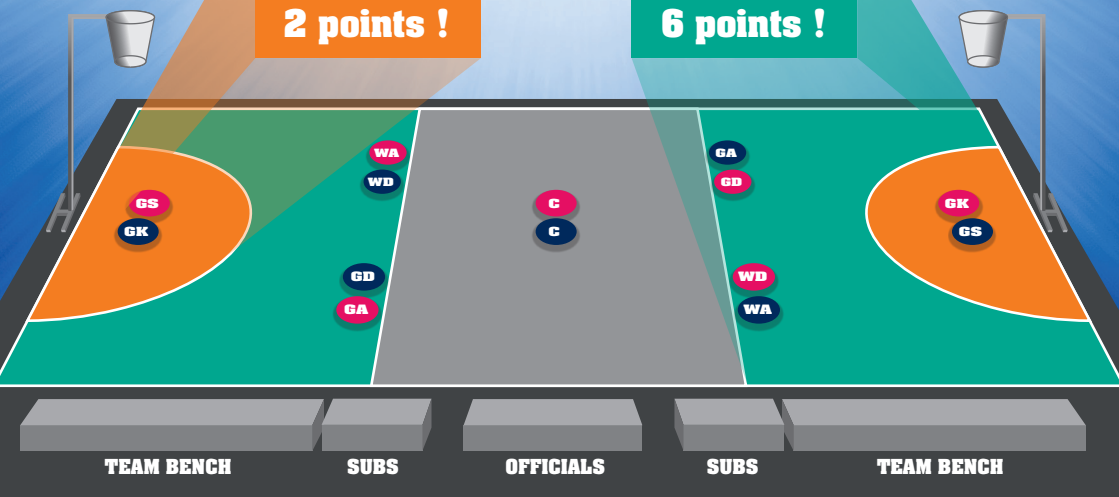 2 points !
6 points !
WA
GA
WD
GD
GS
C
GK
GK
C
GS
GD
WD
GA
WA
TEAM BENCH
SUBS
OFFICIALS
SUBS
TEAM BENCH